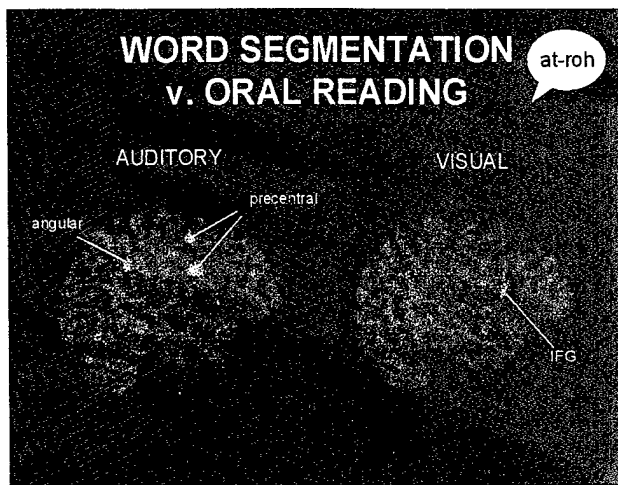 WORD SEGMENTATION
v. ORAL READING
at-roh
AUDITORY
VISUAL
precentral
angular
IFG